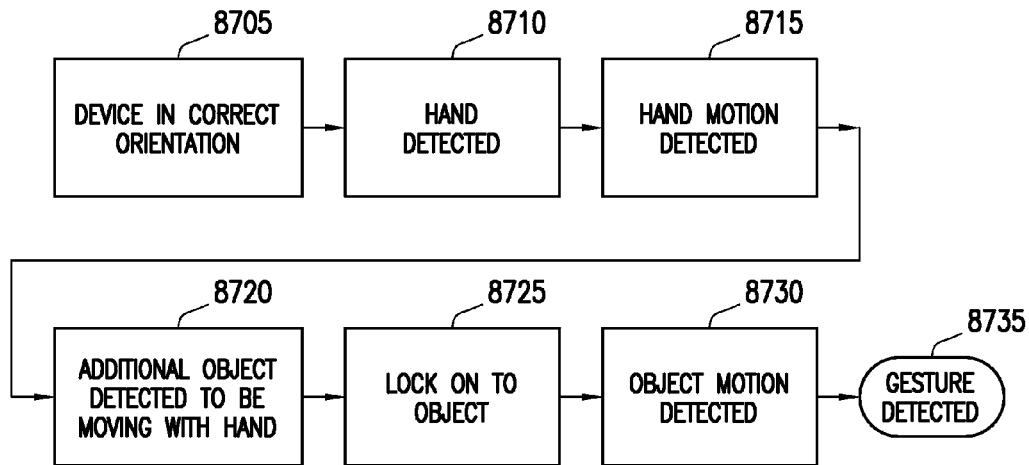 8705
8710
8715
DEVICE IN CORRECT
ORIENTATION
HAND
DETECTED
HAND MOTION
DETECTED
8720
8725
8730
8735
ADDITIONAL OBJECT
DETECTED TO BE
MOVING WITH HAND
LOCK ON TO
OBJECT
OBJECT MOTION
DETECTED
GESTURE
DETECTED